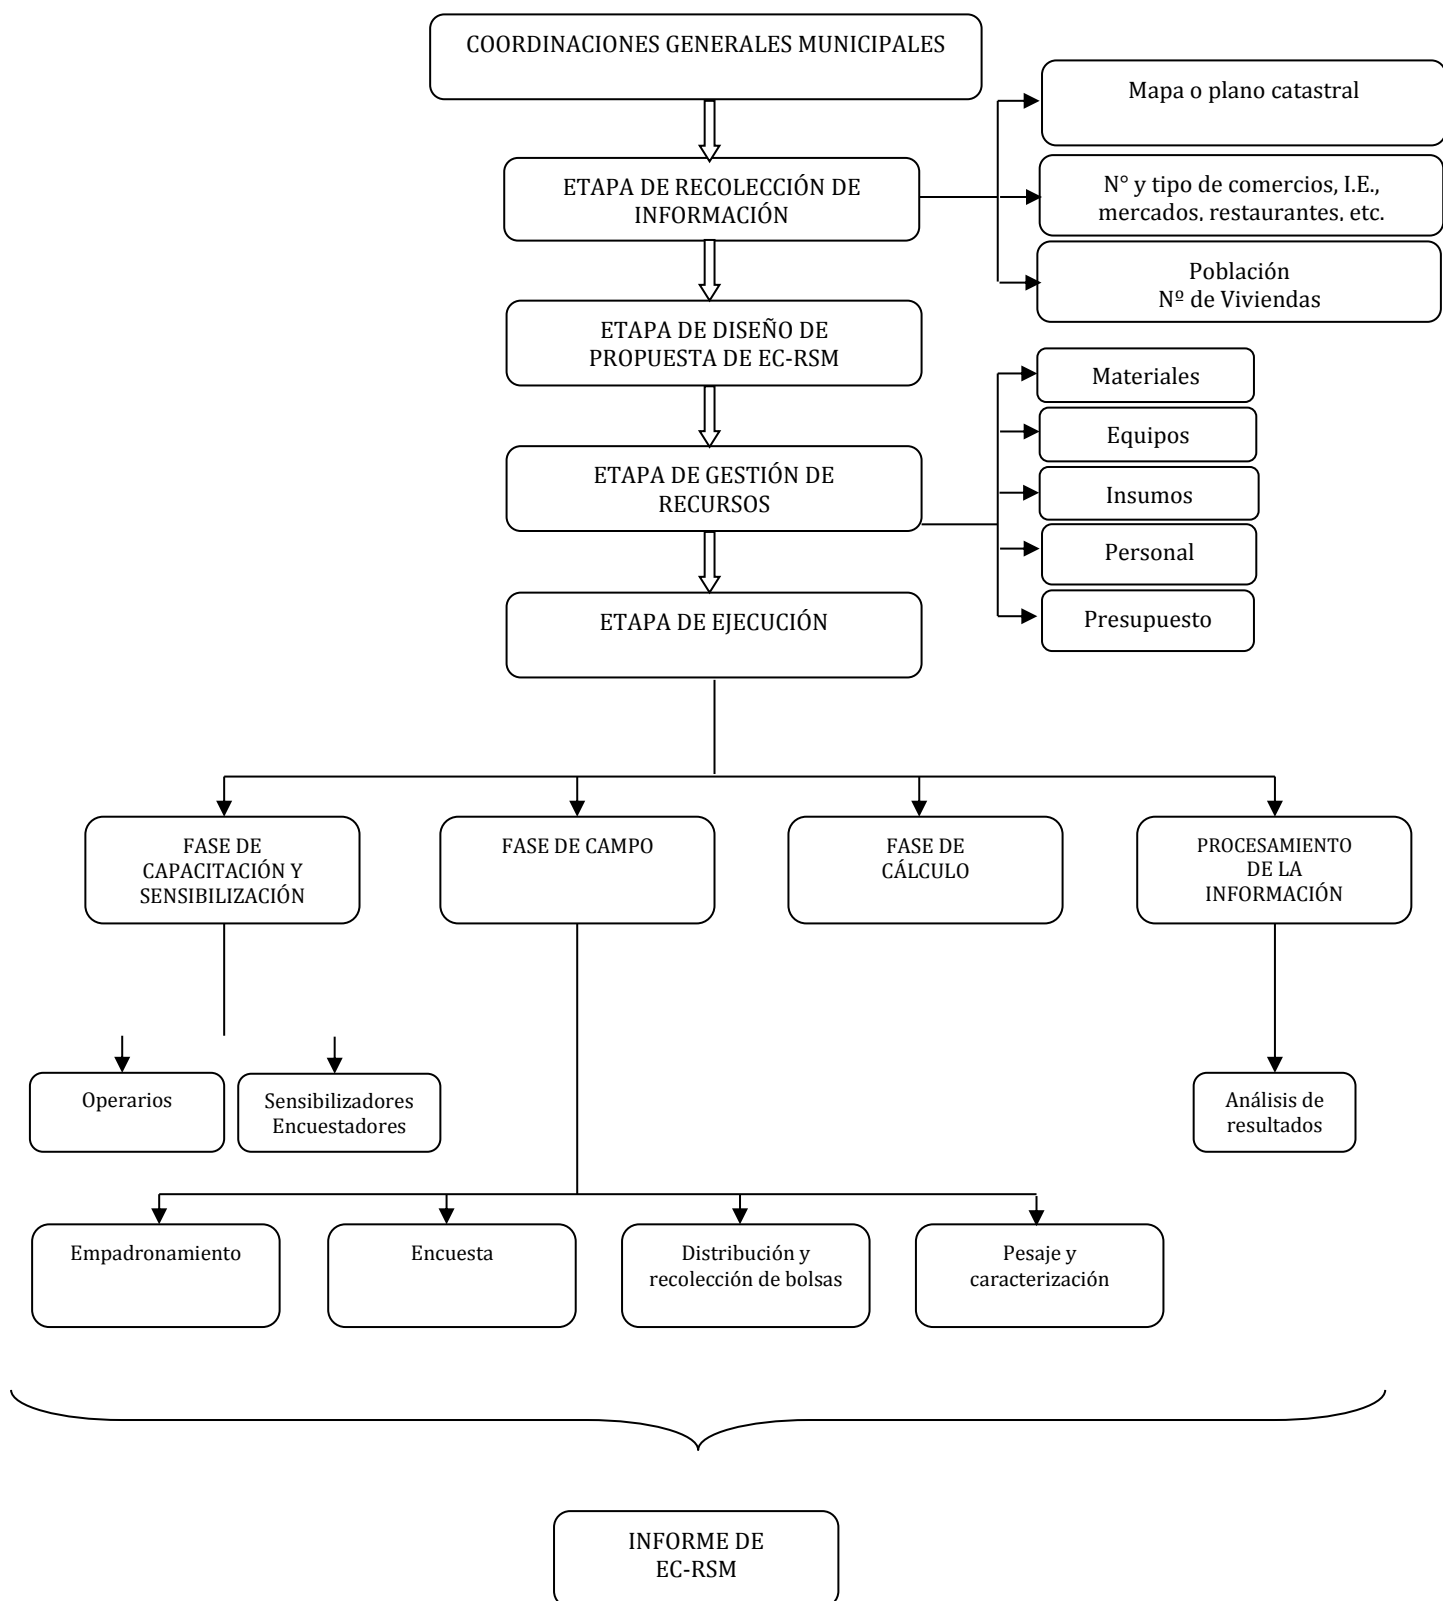 COORDINACIONES GENERALES MUNICIPALES
Mapa o plano catastral
ETAPA DE RECOLECCIÓN DE
INFORMACIÓN
N° y tipo de comercios, I.E.,
mercados, restaurantes, etc.
Población
Nº de Viviendas
ETAPA DE DISEÑO DE
PROPUESTA DE EC-RSM
Materiales
Equipos
ETAPA DE GESTIÓN DE
RECURSOS
Insumos
Personal
ETAPA DE EJECUCIÓN
Presupuesto
FASE DE
CAPACITACIÓN Y
SENSIBILIZACIÓN
FASE DE CAMPO
FASE DE
CÁLCULO
PROCESAMIENTO
DE LA
INFORMACIÓN
Operarios
Sensibilizadores
Encuestadores
Análisis de
resultados
Empadronamiento
Encuesta
Distribución y
recolección de bolsas
Pesaje y
caracterización
INFORME DE
EC-RSM